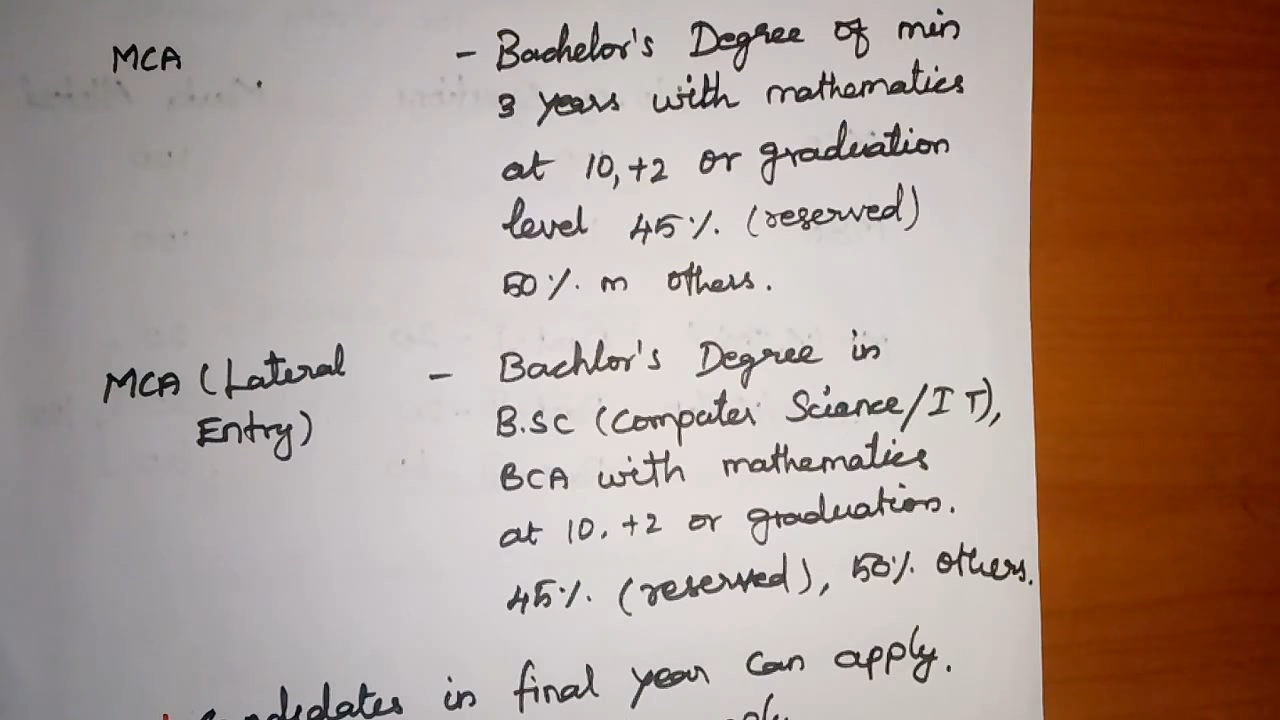 MCA - Bachelor's Degree of min
3 years with mathematics
at 10, +2 or graduation
level 45%. (reserved)
50%. in others.
MCA (Lateral - Bachlor's Degree in
Entry) B.SC (Computer Science/IT),
BCA with mathematics
at 10, +2 or graduation.
45%. (reserved), 50%. others.
Candidates in final year can apply.